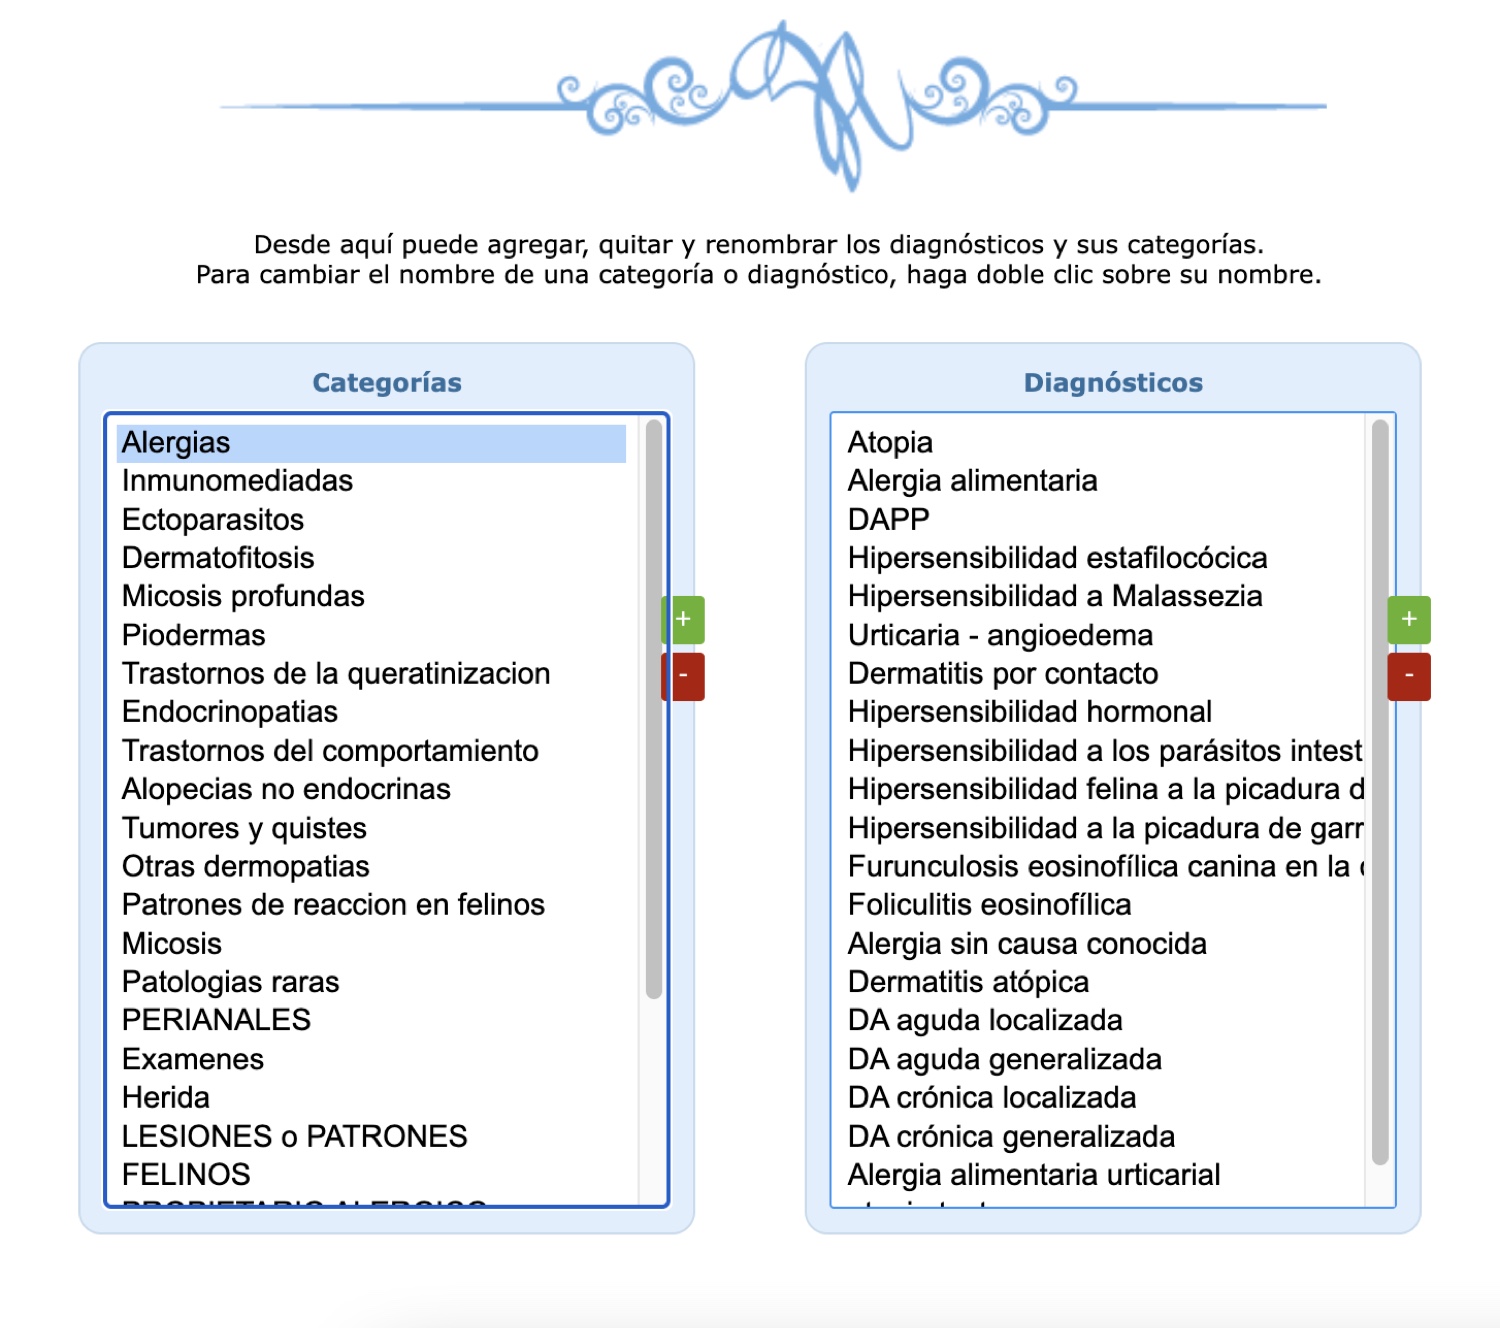 Desde aquí puede agregar, quitar y renombrar los diagnósticos y sus categorías.
Para cambiar el nombre de una categoría o diagnóstico, haga doble clic sobre su nombre.
Categorías
Alergias
Inmunomediadas
Ectoparasitos
Dermatofitosis
Micosis profundas
Piodermas
Trastornos de la queratinizacion
Endocrinopatias
Trastornos del comportamiento
Alopecias no endocrinas
Tumores y quistes
Otras dermopatias
Patrones de reaccion en felinos
Micosis
Patologias raras
PERIANALES
Examenes
Herida
LESIONES o PATRONES
FELINOS
+
-
Diagnósticos
Atopia
Alergia alimentaria
DAPP
Hipersensibilidad estafilocócica
Hipersensibilidad a Malassezia
Urticaria - angioedema
Dermatitis por contacto
Hipersensibilidad hormonal
Hipersensibilidad a los parásitos intest
Hipersensibilidad felina a la picadura d
Hipersensibilidad a la picadura de garr
Furunculosis eosinofílica canina en la
Foliculitis eosinofílica
Alergia sin causa conocida
Dermatitis atópica
DA aguda localizada
DA aguda generalizada
DA crónica localizada
DA crónica generalizada
Alergia alimentaria urticarial
+
-